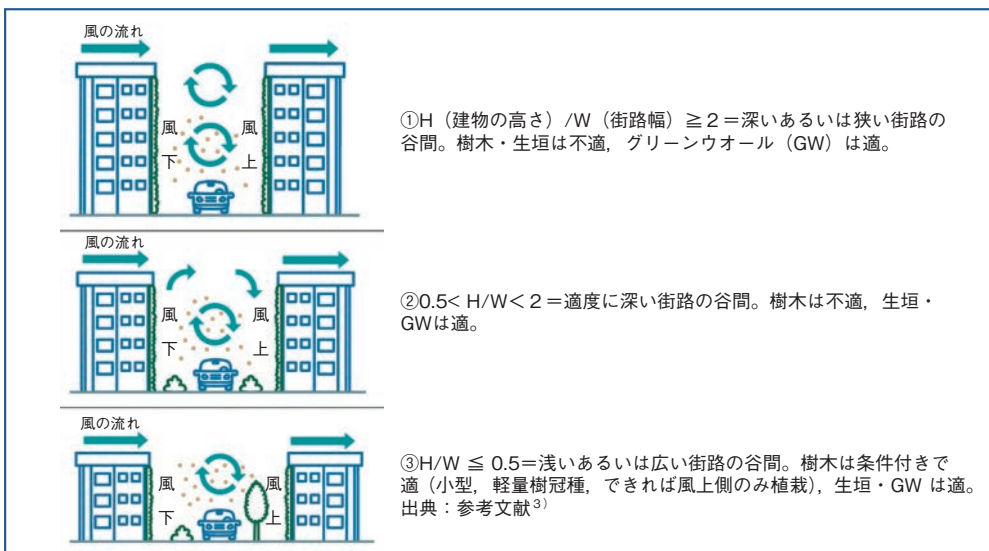 風の流れ
風下
風上
①H（建物の高さ）/W（街路幅）≧2＝深いあるいは狭い街路の
谷間。樹木・生垣は不適，グリーンウオール（GW）は適。
風の流れ
風下
風上
②0.5< H/W<2＝適度に深い街路の谷間。樹木は不適，生垣・
GWは適。
風の流れ
風下
風上
③H/W ≦ 0.5＝浅いあるいは広い街路の谷間。樹木は条件付きで
適（小型，軽量樹冠種，できれば風上側のみ植栽），生垣・GW は適。
出典：参考文献3）